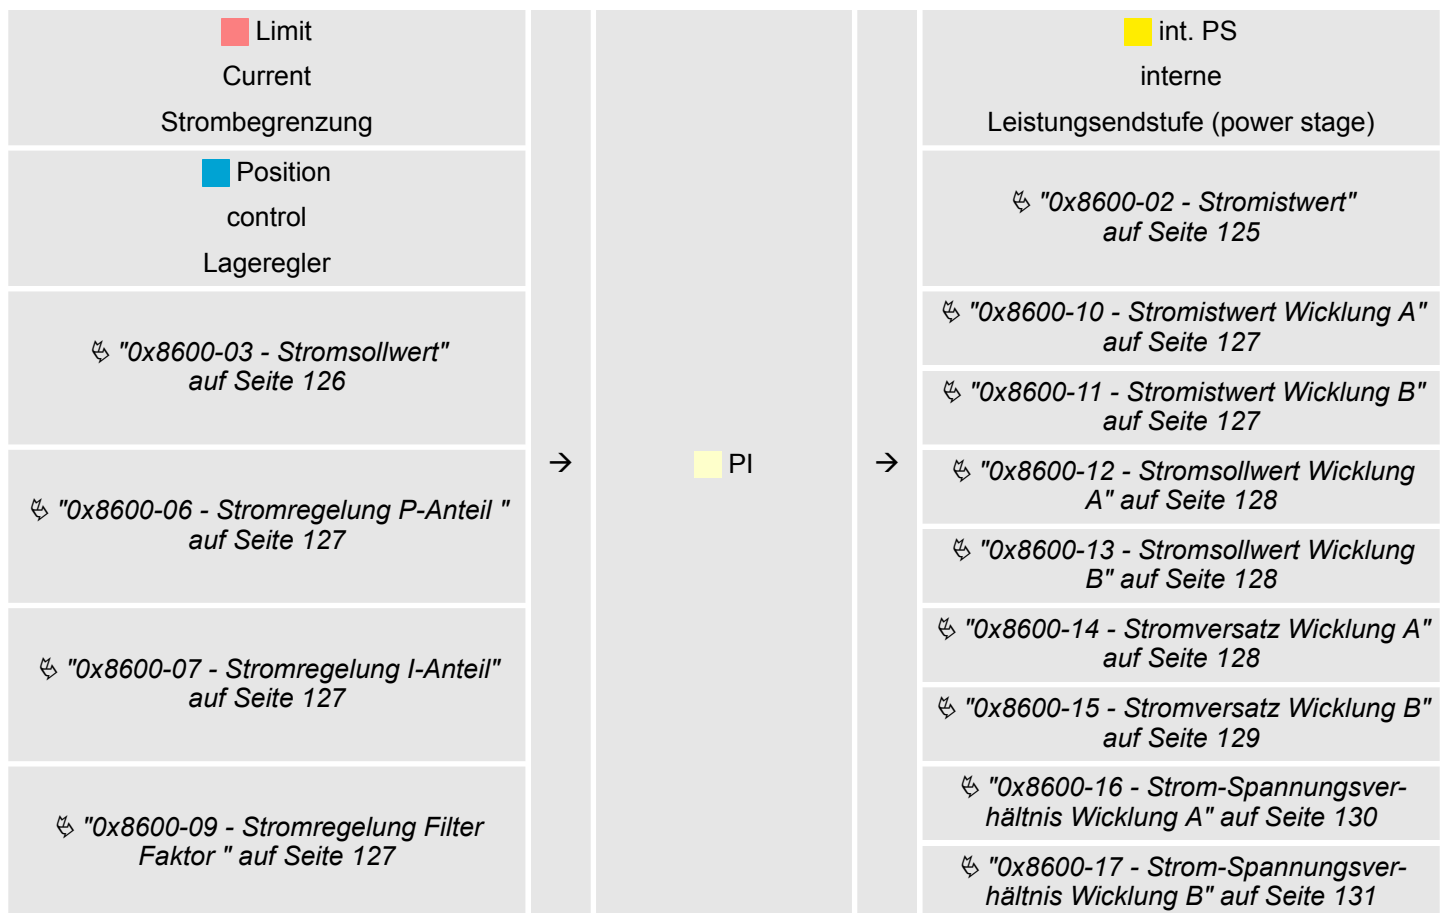 Limit
Current
Strombegrenzung
Position
control
Lageregler
"0x8600-03 - Stromsollwert"
auf Seite 126
"0x8600-06 - Stromregelung P-Anteil "
auf Seite 127
"0x8600-07 - Stromregelung I-Anteil"
auf Seite 127
"0x8600-09 - Stromregelung Filter
Faktor " auf Seite 127
→
PI
→
int. PS
interne
Leistungsendstufe (power stage)
"0x8600-02 - Stromistwert"
auf Seite 125
"0x8600-10 - Stromistwert Wicklung A"
auf Seite 127
"0x8600-11 - Stromistwert Wicklung B"
auf Seite 127
"0x8600-12 - Stromsollwert Wicklung
A" auf Seite 128
"0x8600-13 - Stromsollwert Wicklung
B" auf Seite 128
"0x8600-14 - Stromversatz Wicklung A"
auf Seite 128
"0x8600-15 - Stromversatz Wicklung B"
auf Seite 129
"0x8600-16 - Strom-Spannungsver-
hältnis Wicklung A" auf Seite 130
"0x8600-17 - Strom-Spannungsver-
hältnis Wicklung B" auf Seite 131